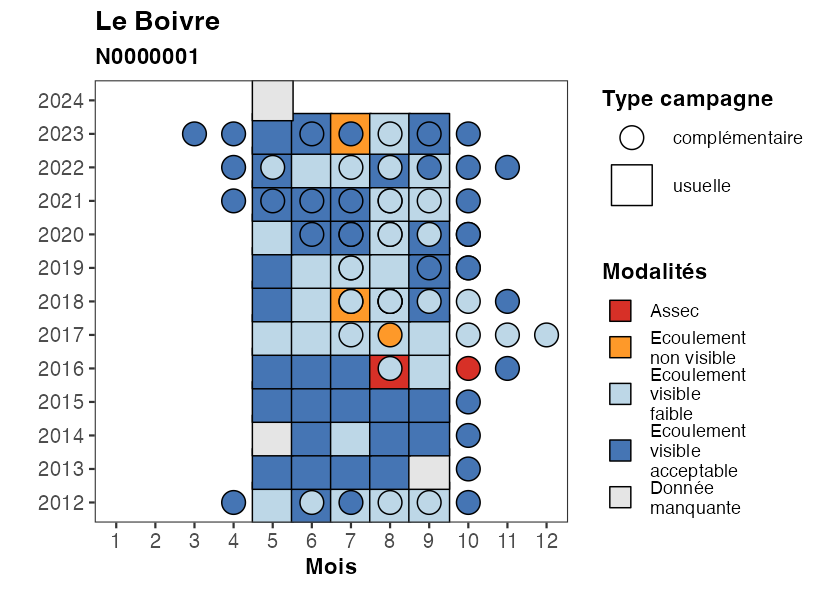 Le Boivre
N0000001
2024
2023
2022
2021
2020
2019
2018
2017
2016
2015
2014
2013
2012
1 2 3 4 5 6 7 8 9 10 11 12
Mois
Type campagne
complémentaire
usuelle
Modalités
Assec
Ecoulement
non visible
Ecoulement
visible
faible
Ecoulement
visible
acceptable
Donnée
manquante